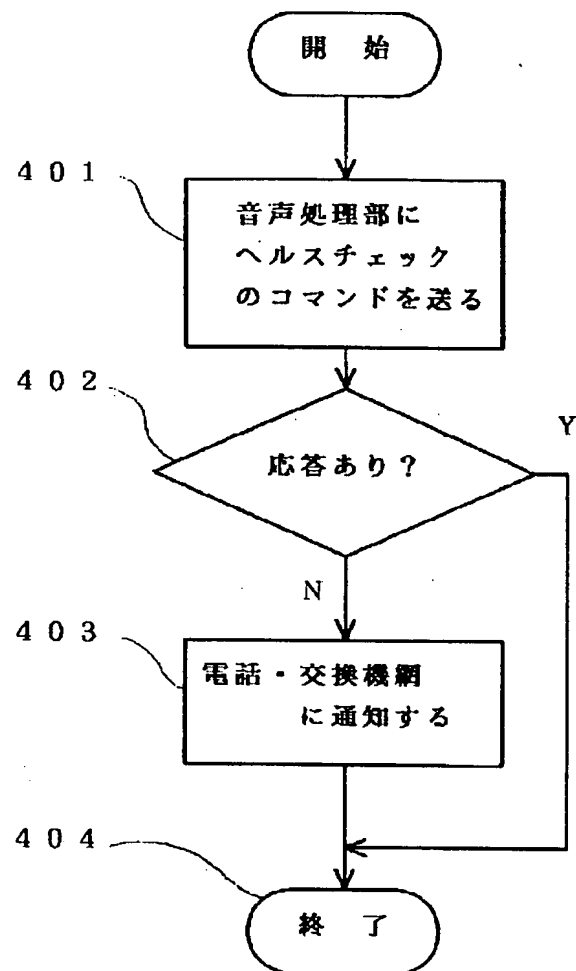 開 始
401
音声処理部に
ヘルスチェック
のコマンドを送る
402
Y
応答あり?
N
403
電話・交換機網
に通知する
404
終 了